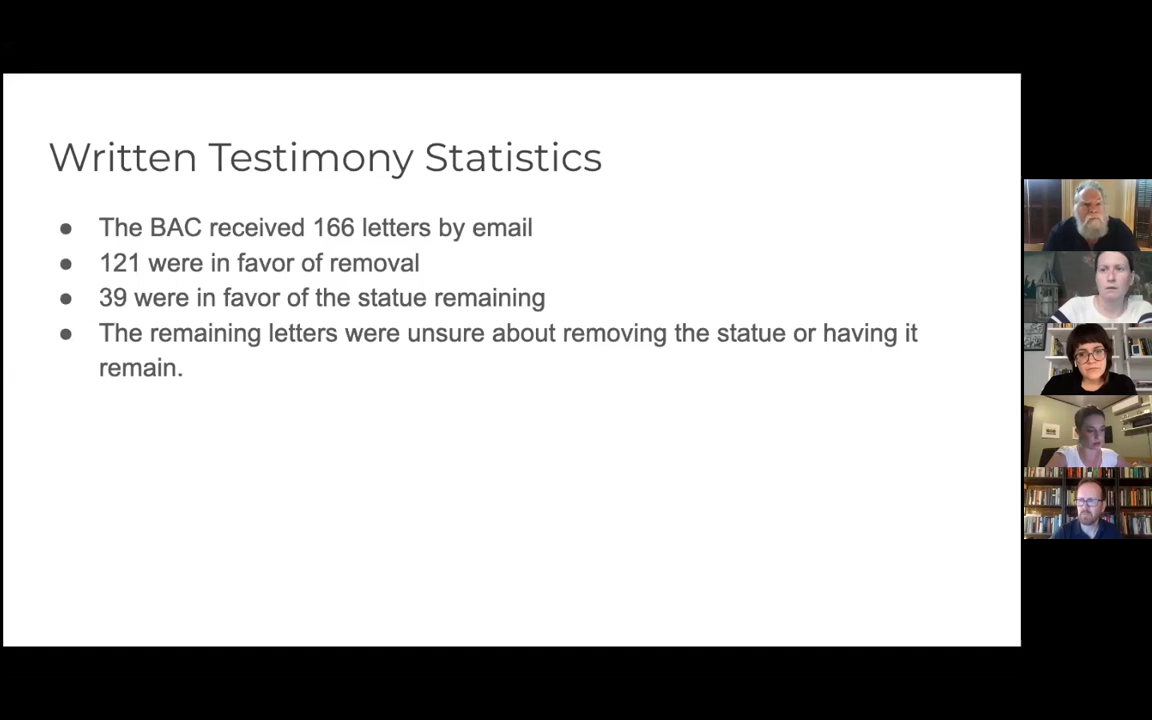 Written Testimony Statistics
● The BAC received 166 letters by email
● 121 were in favor of removal
● 39 were in favor of the statue remaining
● The remaining letters were unsure about removing the statue or having it
remain.